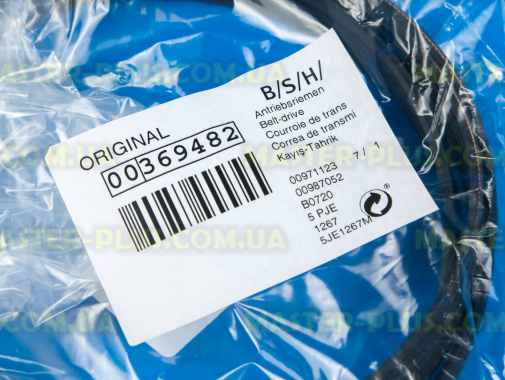 ORIGINAL
00369482
B/S/H/
Antriebsriemen
Belt-drive
Courroie de trans
Correa de transmi
Kayış-Tahrik
00971123 7 / 1
00987052
B0720
5 PJE
1267
5JE1267M
MASTER-PLUS.COM.UA